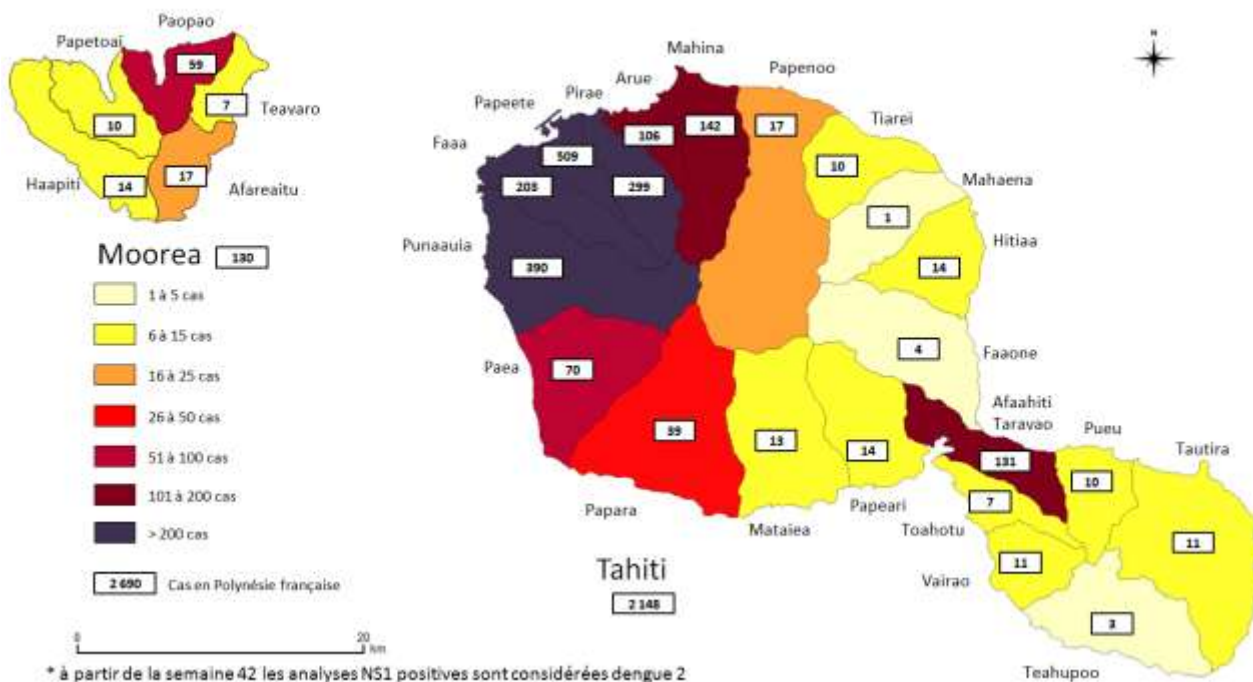 Paopao
Papetoai
59
7
Teavaro
10
Haapiti
14
17
Afareaitu
Moorea 130
1 à 5 cas
6 à 15 cas
16 à 25 cas
26 à 50 cas
51 à 100 cas
101 à 200 cas
> 200 cas
2 690 Cas en Polynésie française
0 20
km
N
Mahina
Arue
Papenoo
Pirae
Papeete
Tiarei
Faaa
106
142
17
509
10
203
299
Mahaena
1
Hitiaa
Punaauia
14
390
4
Faaone
Paea
70
Afaahiti
Taravao
Pueu
Tautira
39
13
14
131
10
7
11
Papara
Mataiea
Papeari
Toahotu
Vairao
11
3
Teahupoo
Tahiti
2 148
* à partir de la semaine 42 les analyses NS1 positives sont considérées dengue 2